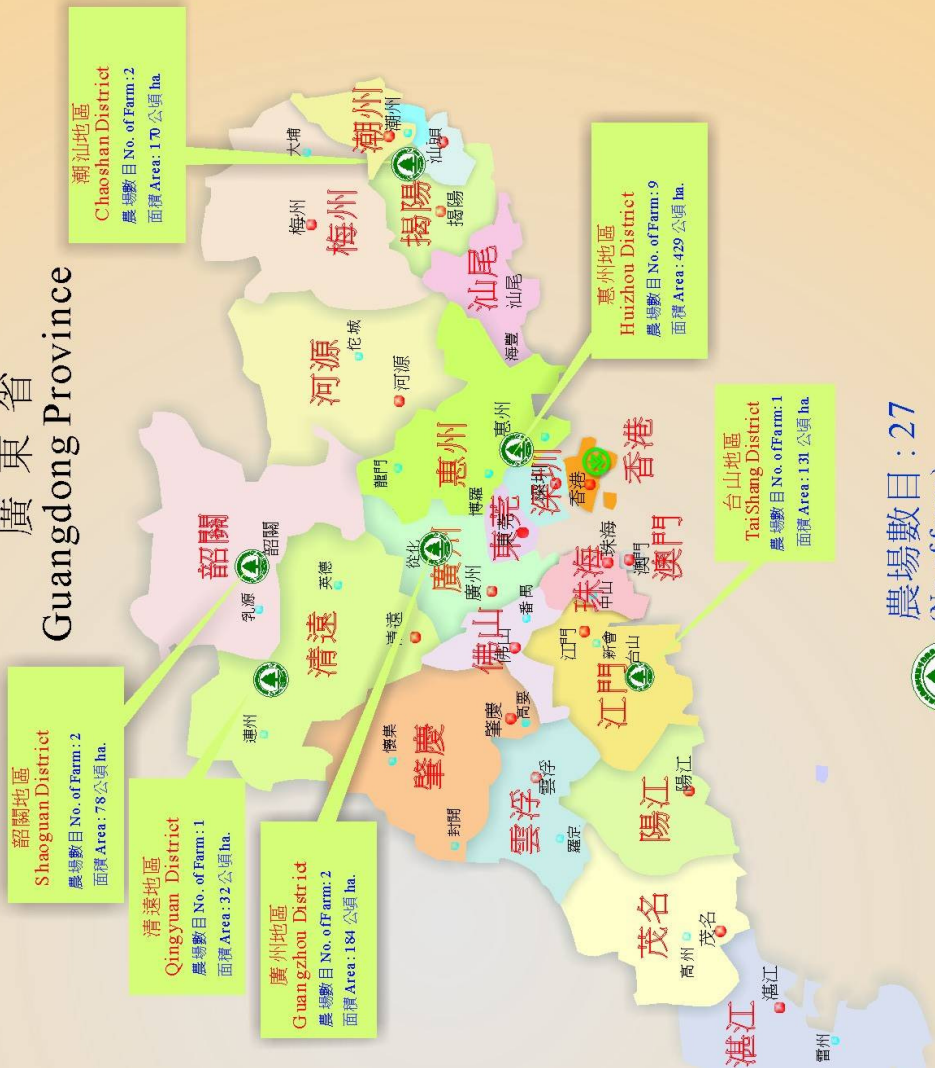 廣東省
Guangdong Province
韶關地區
Shaoguan District
農場數目 No. of Farm: 2
面積 Area: 78 公頃 ha.
潮汕地區
Chaoshan District
農場數目 No. of Farm: 2
面積 Area: 170 公頃 ha.
清遠地區
Qingyuan District
農場數目 No. of Farm: 1
面積 Area: 32 公頃 ha.
廣州地區
Guangzhou District
農場數目 No. of Farm: 2
面積 Area: 184 公頃 ha.
韶關
乳源
韶關
連州
清遠
英德
清遠
河源
佗城
河源
梅州
大埔
梅州
潮州
潮州
汕頭
揭陽
揭陽
汕尾
汕尾
海豐
惠州
龍門
博羅
惠州
廣州
從化
廣州
番禺
肇慶
懷集
封開
肇慶
高要
佛山
佛山
東莞
東莞
深圳
深圳
香港
香港
珠海
中山
珠海
澳門
澳門
江門
江門
新會
台山
雲浮
雲浮
羅定
陽江
陽江
茂名
高州
茂名
湛江
湛江
雷州
惠州地區
Huizhou District
農場數目 No. of Farm: 9
面積 Area: 429 公頃 ha.
台山地區
TaiShang District
農場數目 No. of Farm: 1
面積 Area: 131 公頃 ha.
農場數目 : 27